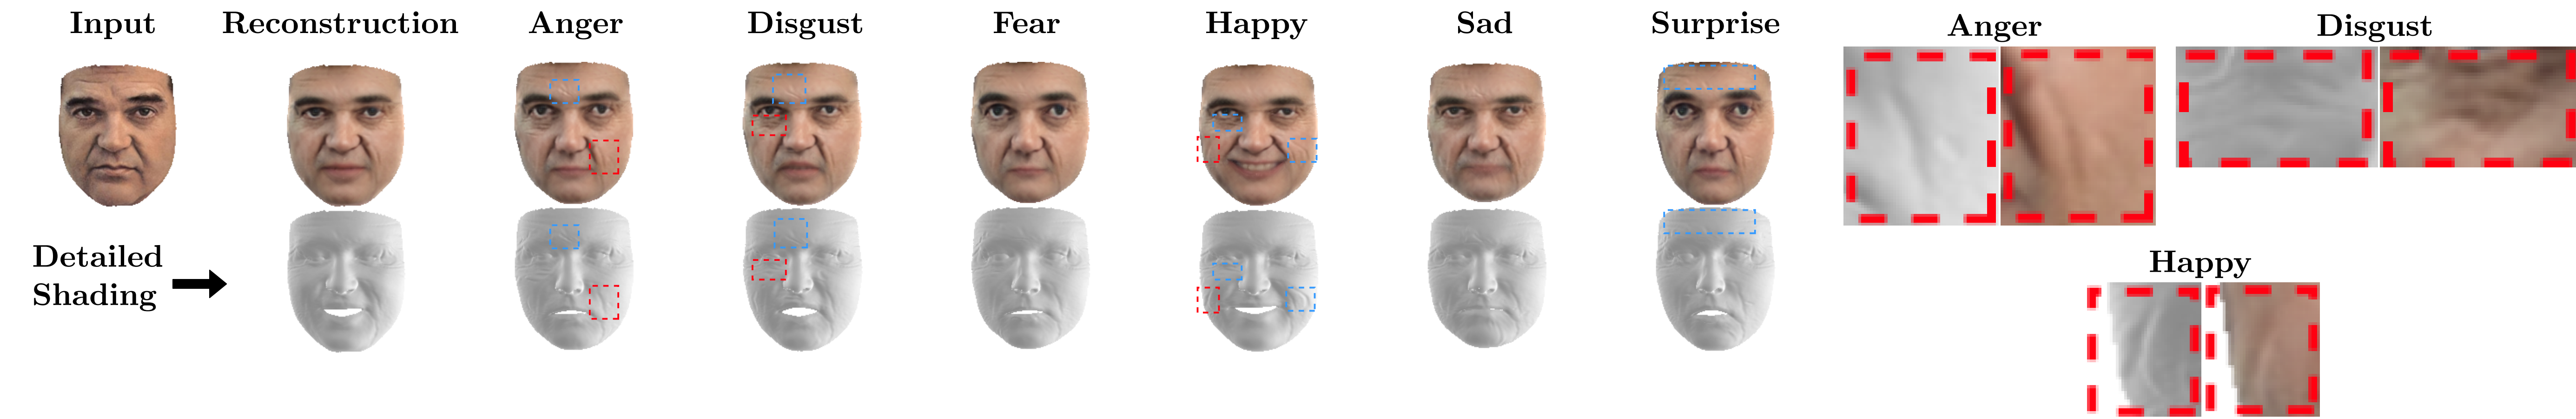 Input Reconstruction Anger Disgust Fear Happy Sad Surprise Anger Disgust
Detailed
Shading
Happy